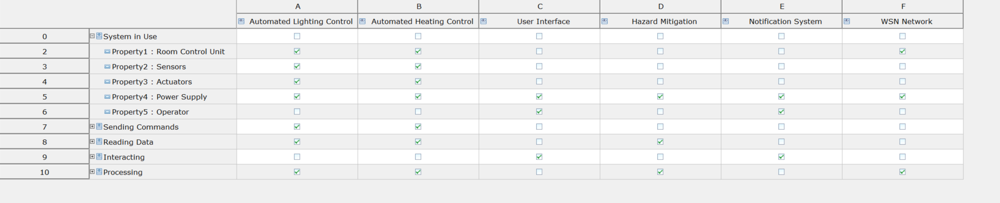 A B C D E F
Automated Lighting Control Automated Heating Control User Interface Hazard Mitigation Notification System WSN Network
0 System in Use
2 Property1 : Room Control Unit
3 Property2 : Sensors
4 Property3 : Actuators
5 Property4 : Power Supply
6 Property5 : Operator
7 Sending Commands
8 Reading Data
9 Interacting
10 Processing